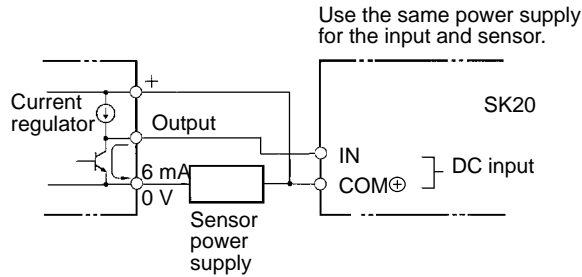 Use the same power supply
for the input and sensor.
+
Current
regulator
Output
SK20
IN
DC input
6 mA
COM⊕
0 V
Sensor
power
supply